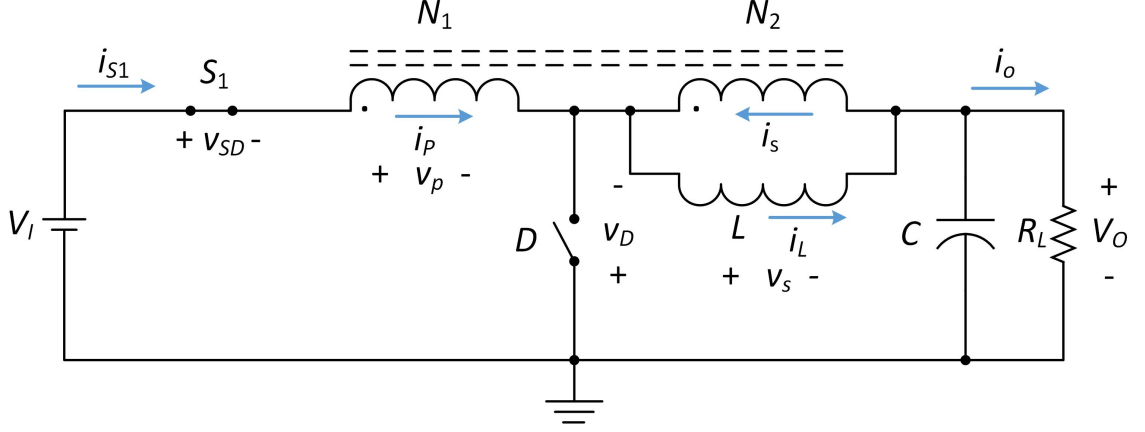 N1 N2
iS1 S1 io
+ vSD -
iP is
+ vp -
VI D - vD + L iL C RL + VO -
+ vs -